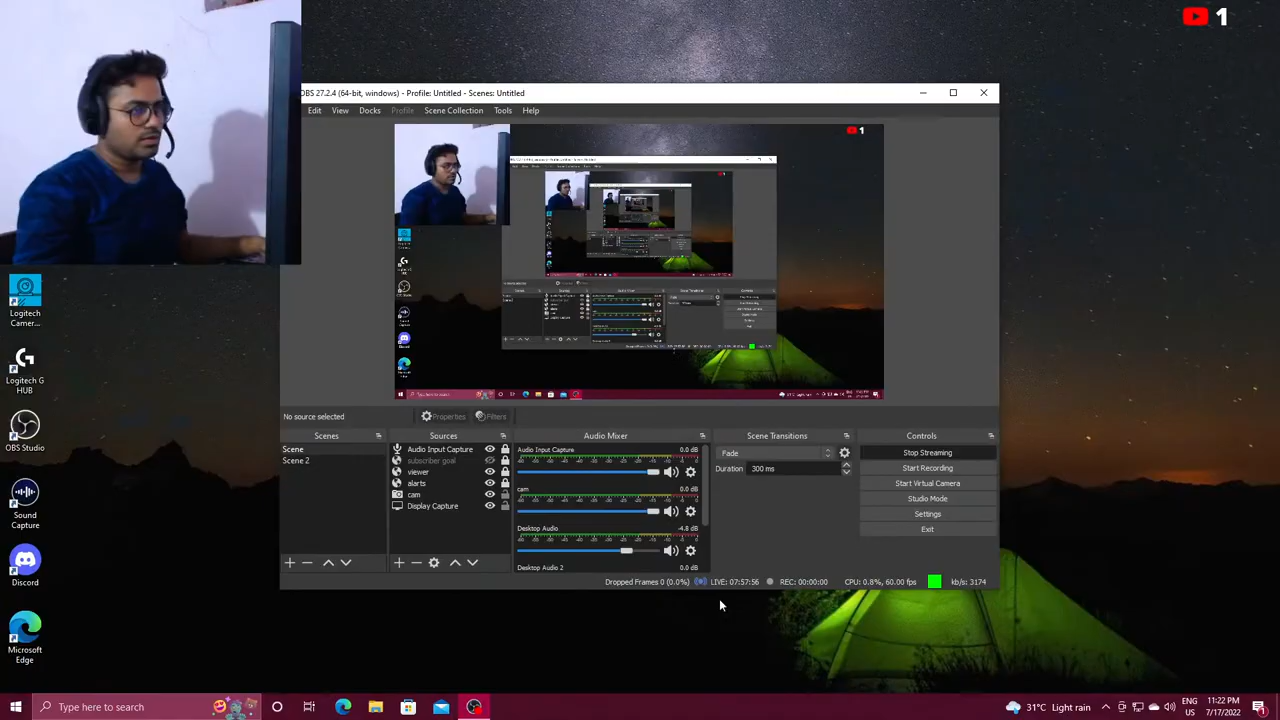 1
OBS 27.2.4 (64-bit, windows) - Profile: Untitled - Scenes: Untitled
Edit View Docks Profile Scene Collection Tools Help
1
No source selected
Properties Filters
Scenes
Scene
Scene 2
Sources
Audio Input Capture
subscriber goal
viewer
alarts
cam
Display Capture
Audio Mixer
Audio Input Capture 0.0 dB
cam 0.0 dB
Desktop Audio -4.8 dB
Desktop Audio 2 0.0 dB
Scene Transitions
Fade
Duration 300 ms
Controls
Stop Streaming
Start Recording
Start Virtual Camera
Studio Mode
Settings
Exit
Dropped Frames 0 (0.0%) LIVE: 07:57:56 REC: 00:00:00 CPU: 0.8%, 60.00 fps kb/s: 3174
Logitech
Camer...
Logitech G
HUB
OBS Studio
Sound
Capture
Discord
Microsoft
Edge
Type here to search
31°C Light rain
ENG
US
11:22 PM
7/17/2022
1